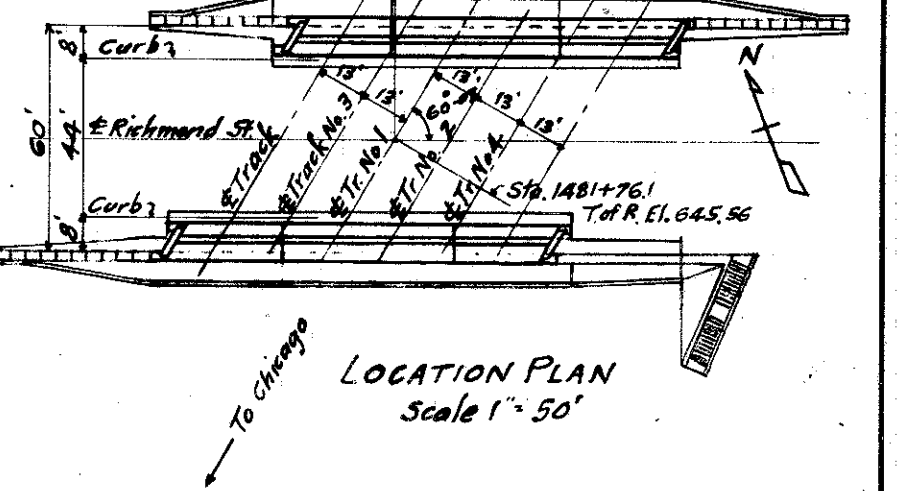 8'
Curb
N
13'
13'
13'
13'
13'
60°
60'
44'
℄ Richmond St.
℄ Track
℄ Track No. 3
℄ Tr. No 1
℄ Tr. No. 2
℄ Tr. No 4
Sta. 1481+76.1
T. of R. El. 645.56
Curb
8'
To Chicago
LOCATION PLAN
Scale 1" = 50'